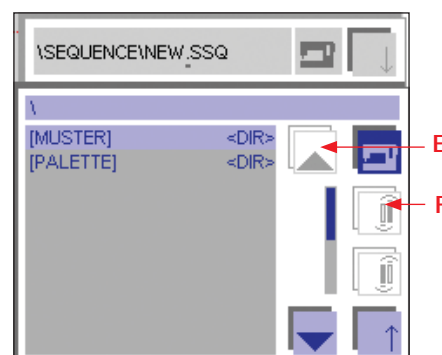 \SEQUENCE\NEW.SSQ
\
[MUSTER] <DIR>
[PALETTE] <DIR>